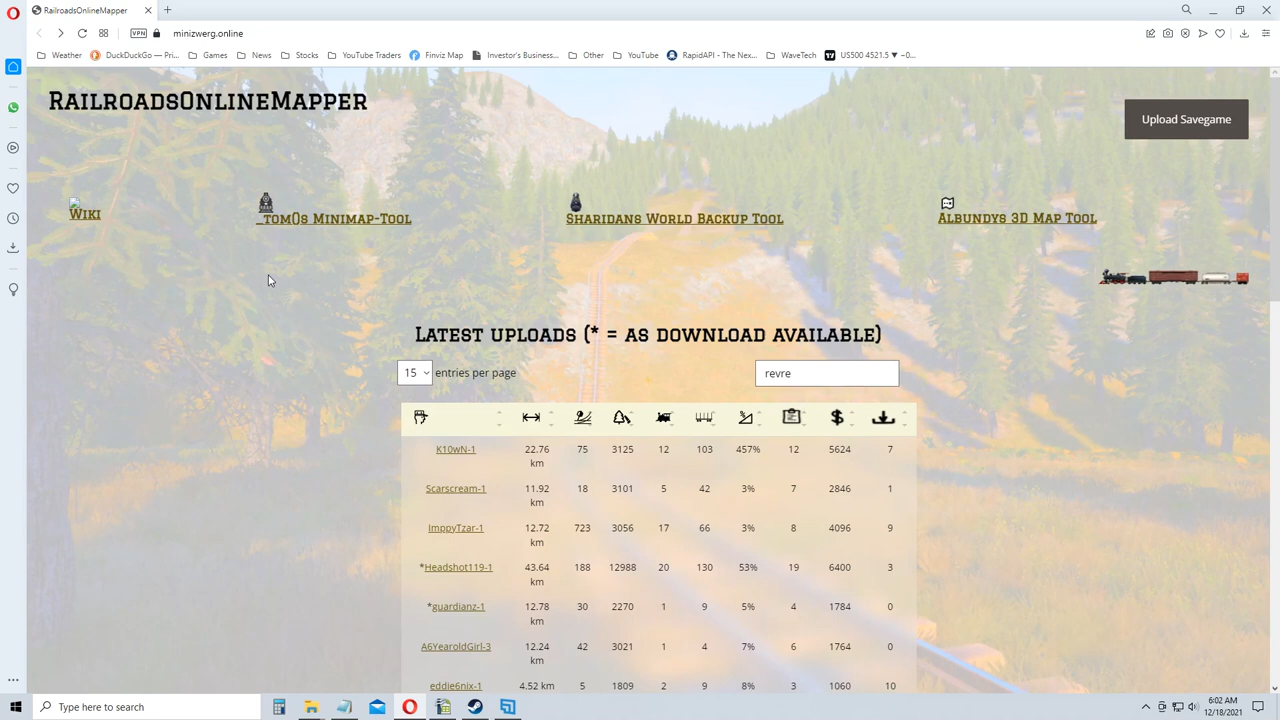 RailroadsOnlineMapper
minizwerg.online
VPN
Weather
DuckDuckGo — Pri...
Games
News
Stocks
YouTube Traders
Finviz Map
Investor's Business...
Other
YouTube
RapidAPI - The Nex...
WaveTech
US500 4521.5 ▼ −0...
RailroadsOnlineMapper
Upload Savegame
Wiki
_tom()s Minimap-Tool
Sharidans World Backup Tool
Albundys 3D Map Tool
Latest uploads (* = as download available)
15 entries per page
revre
K10wN-1 22.76 km 75 3125 12 103 457% 12 5624 7
Scarscream-1 11.92 km 18 3101 5 42 3% 7 2846 1
ImppyTzar-1 12.72 km 723 3056 17 66 3% 8 4096 9
*Headshot119-1 43.64 km 188 12988 20 130 53% 19 6400 3
*guardianz-1 12.78 km 30 2270 1 9 5% 4 1784 0
A6YearoldGirl-3 12.24 km 42 3021 1 4 7% 6 1764 0
eddie6nix-1 4.52 km 5 1809 2 9 8% 3 1060 10
Type here to search
6:02 AM
12/18/2021